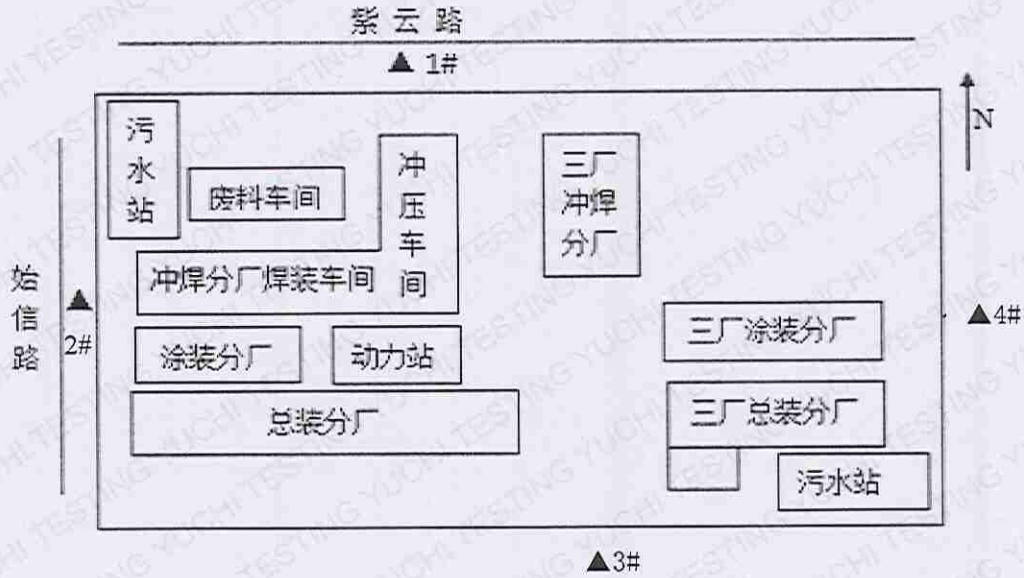 紫云路
▲ 1#
N
污水站
废料车间
冲压车间
三厂冲焊分厂
冲焊分厂焊装车间
始信路
▲
2#
▲4#
三厂涂装分厂
涂装分厂
动力站
三厂总装分厂
总装分厂
污水站
▲3#
YUCHI TESTING